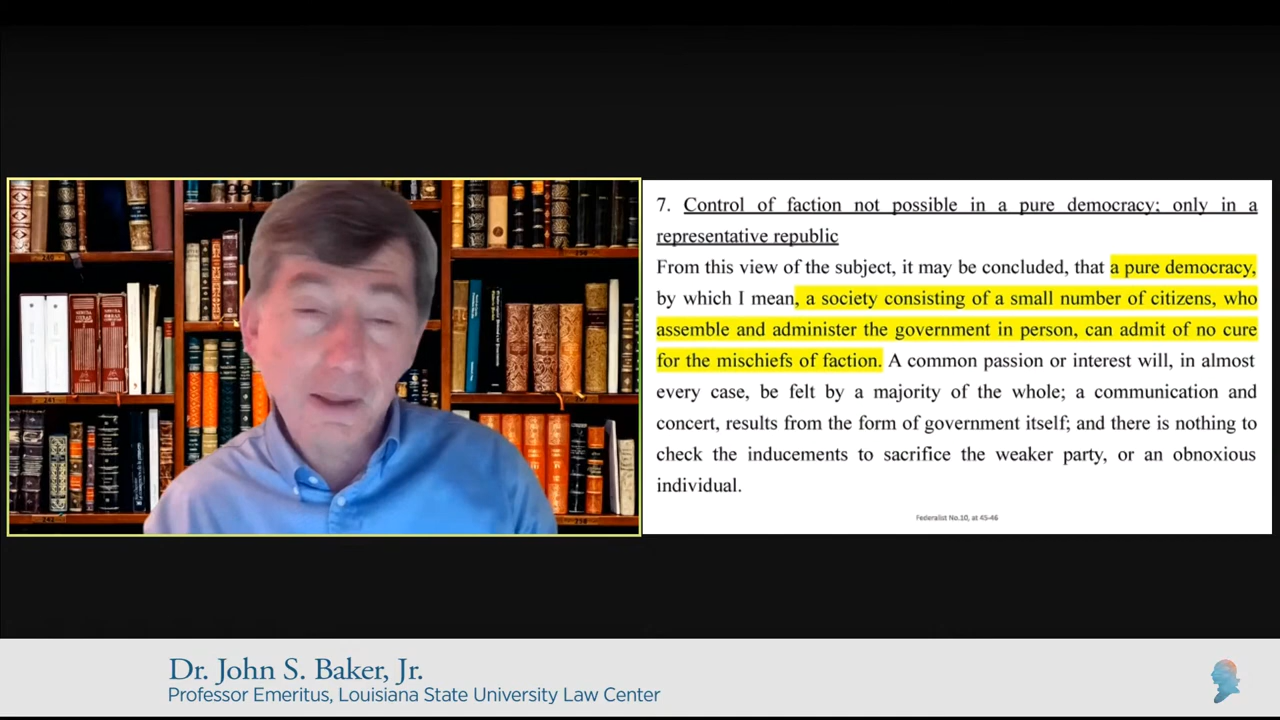 7. Control of faction not possible in a pure democracy; only in a
representative republic
From this view of the subject, it may be concluded, that a pure democracy,
by which I mean, a society consisting of a small number of citizens, who
assemble and administer the government in person, can admit of no cure
for the mischiefs of faction. A common passion or interest will, in almost
every case, be felt by a majority of the whole; a communication and
concert, results from the form of government itself; and there is nothing to
check the inducements to sacrifice the weaker party, or an obnoxious
individual.
Federalist No.10, at 45-46
Dr. John S. Baker, Jr.
Professor Emeritus, Louisiana State University Law Center